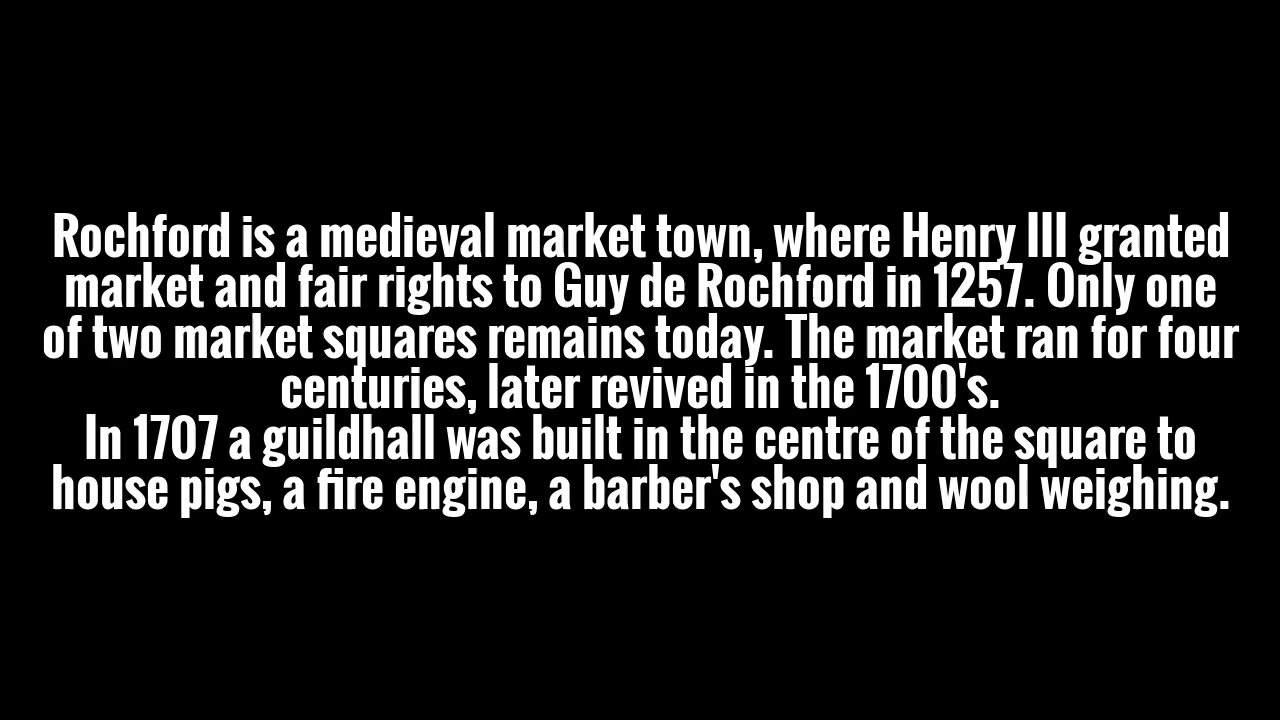 Rochford is a medieval market town, where Henry III granted
market and fair rights to Guy de Rochford in 1257. Only one
of two market squares remains today. The market ran for four
centuries, later revived in the 1700's.
In 1707 a guildhall was built in the centre of the square to
house pigs, a fire engine, a barber's shop and wool weighing.